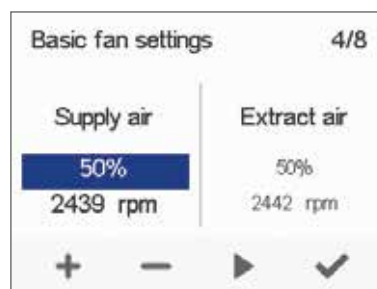 Basic fan settings 4/8
Supply air Extract air
50% 50%
2439 rpm 2442 rpm